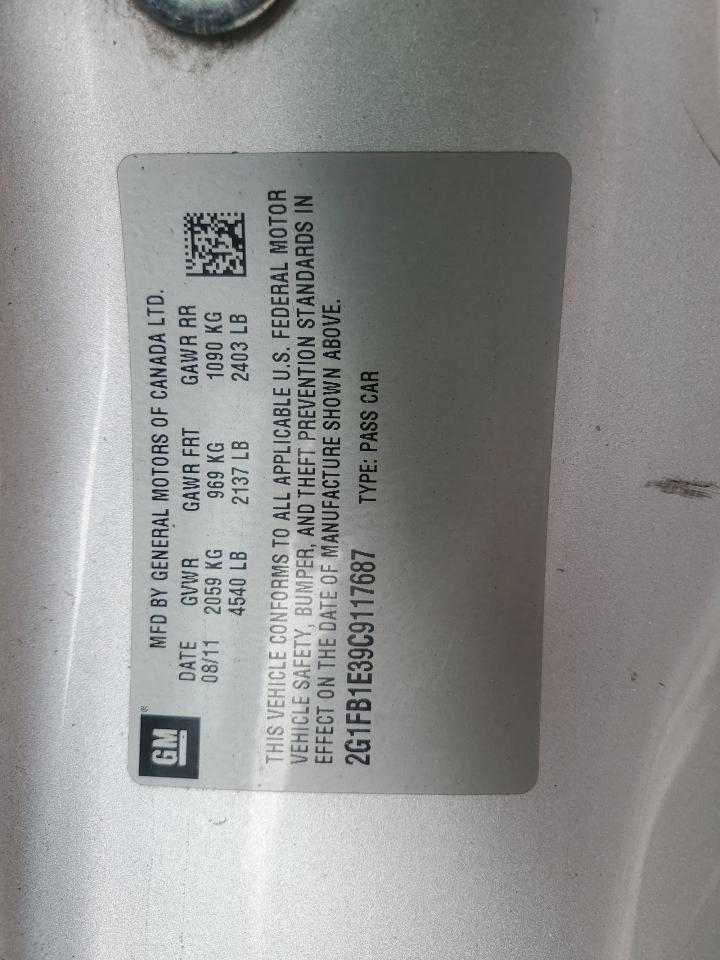 GM ®
MFD BY GENERAL MOTORS OF CANADA LTD.
DATE GVWR GAWR FRT GAWR RR
08/11 2059 KG 969 KG 1090 KG
4540 LB 2137 LB 2403 LB
THIS VEHICLE CONFORMS TO ALL APPLICABLE U.S. FEDERAL MOTOR
VEHICLE SAFETY, BUMPER, AND THEFT PREVENTION STANDARDS IN
EFFECT ON THE DATE OF MANUFACTURE SHOWN ABOVE.
2G1FB1E39C9117687 TYPE: PASS CAR